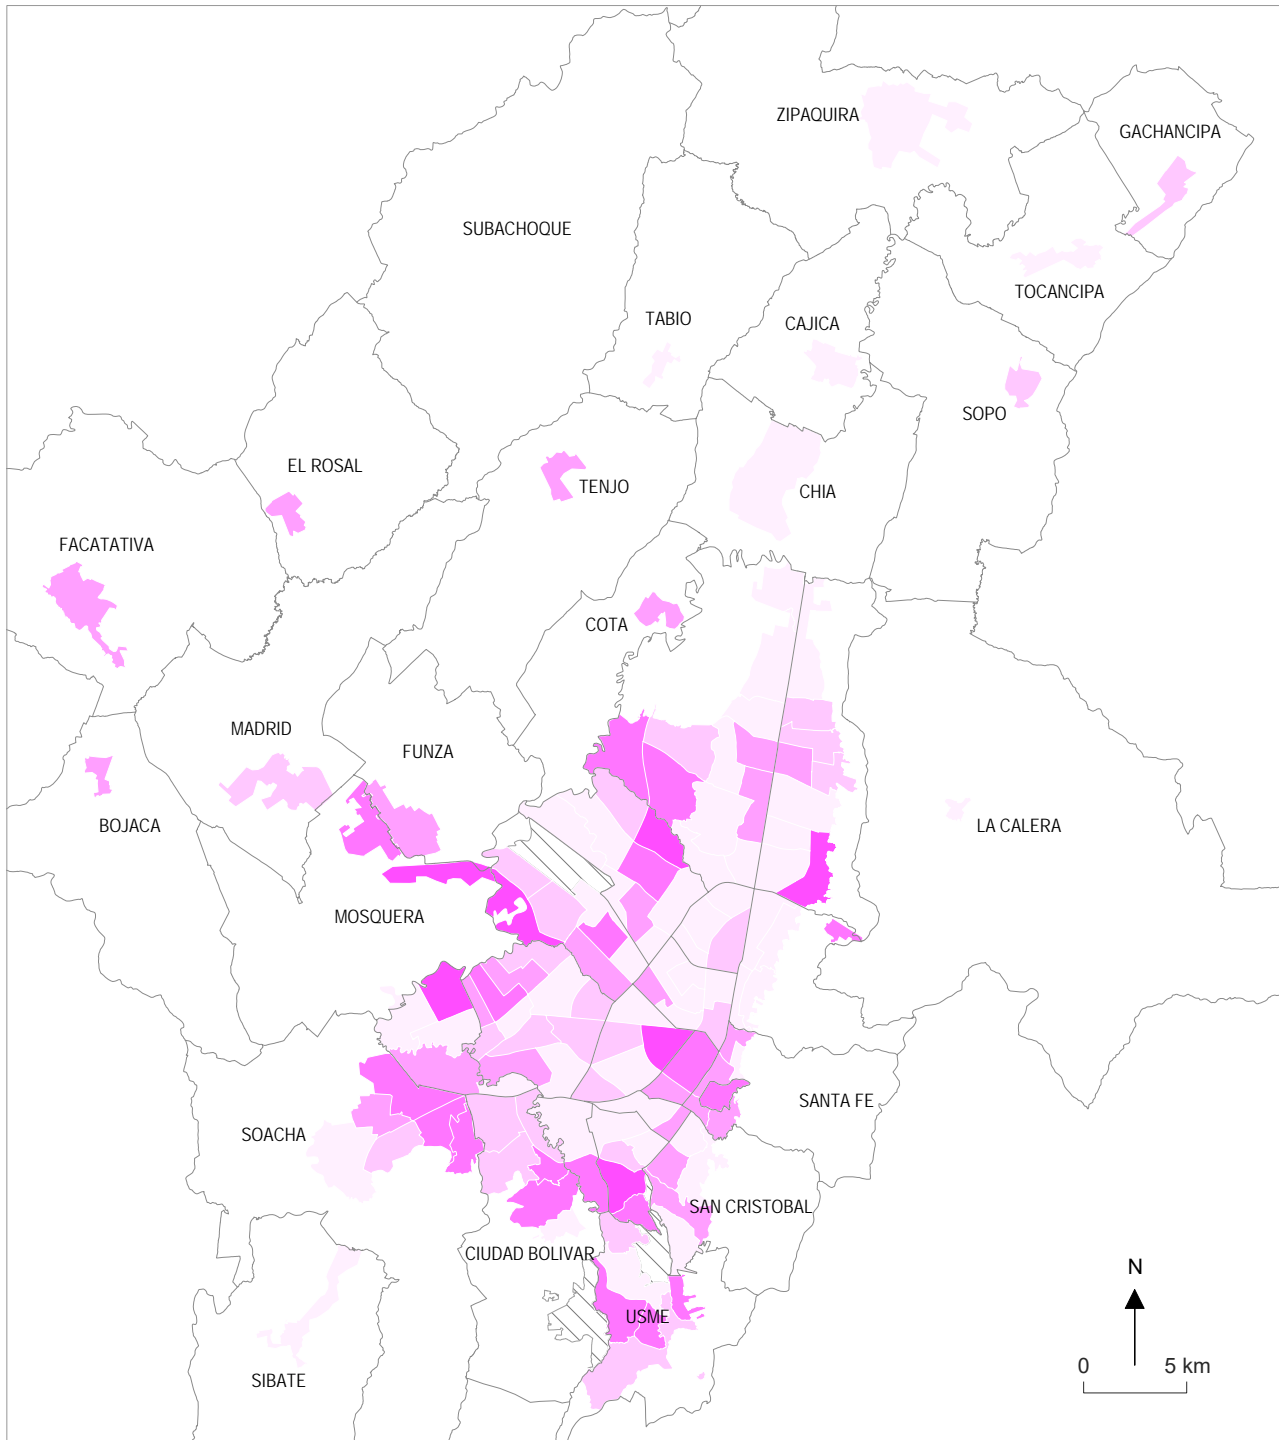 ZIPAQUIRA
GACHANCIPA
SUBACHOQUE
TOCANCIPA
TABIO
CAJICA
SOPO
EL ROSAL
TENJO
CHIA
FACATATIVA
COTA
MADRID
FUNZA
BOJACA
LA CALERA
MOSQUERA
SANTA FE
SOACHA
SAN CRISTOBAL
CIUDAD BOLIVAR
N
USME
0 5 km
SIBATE